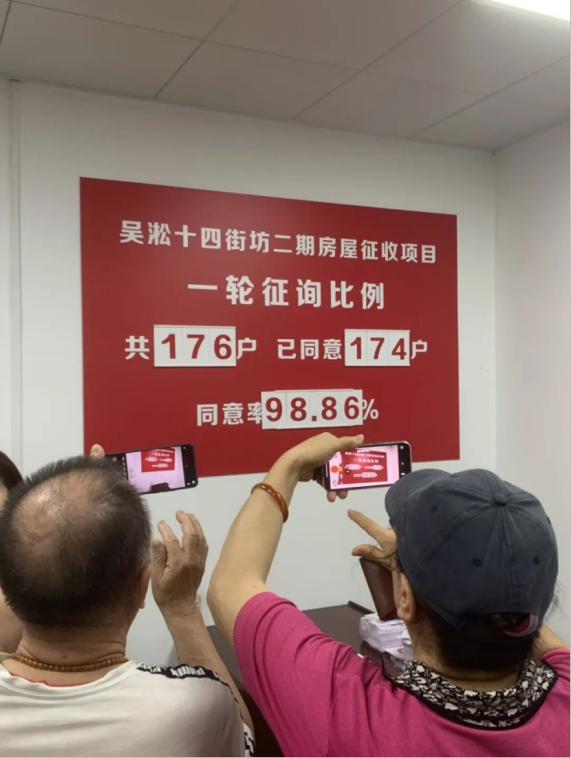 吴淞十四街坊二期房屋征收项目
一轮征询比例
共176户 已同意174户
同意率98.86%